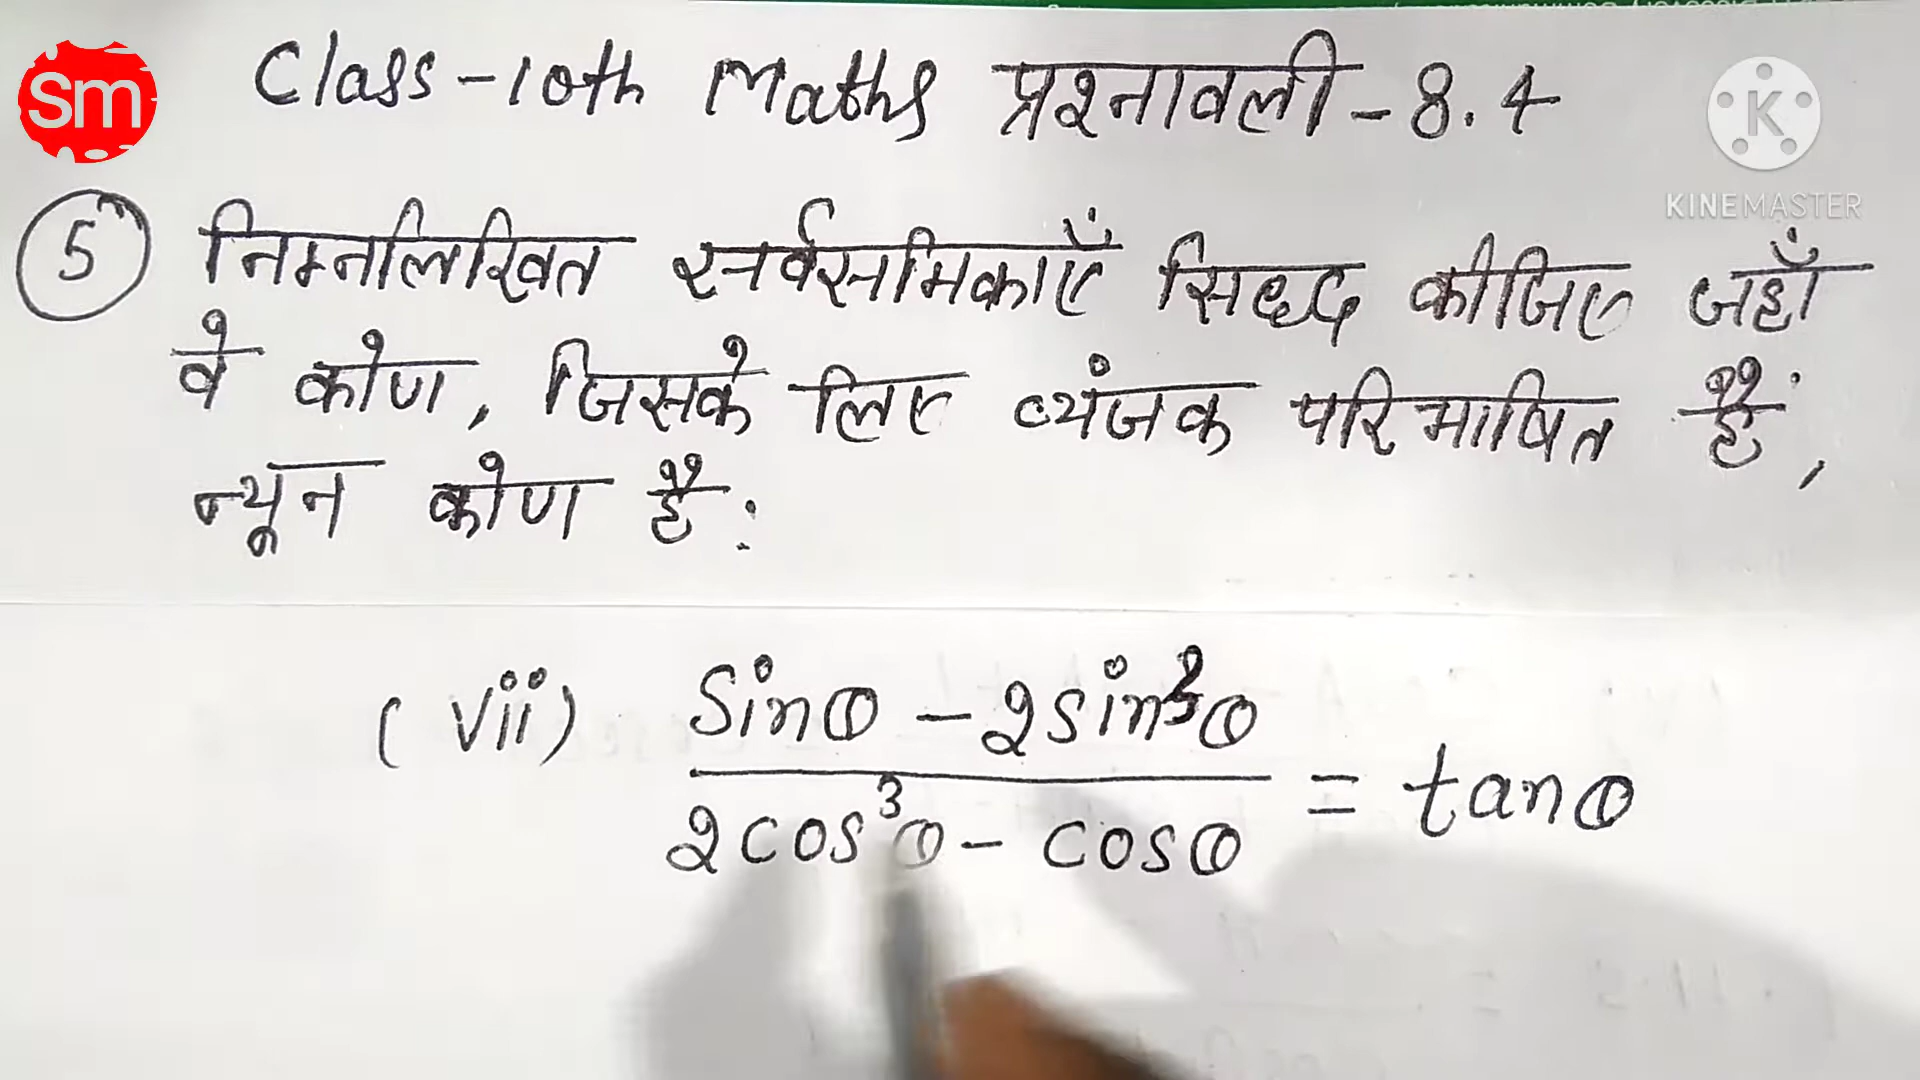 Sm
Class-10th Maths प्रश्नावली-8.4
K
KINEMASTER
5 निम्नलिखित सर्वसमिकाएँ सिद्ध कीजिए जहाँ
वे कोण, जिसके लिए व्यंजक परिभाषित हैं,
न्यून कोण है:
(vii) sinθ - 2sin³θ
2cos³θ - cosθ
= tanθ